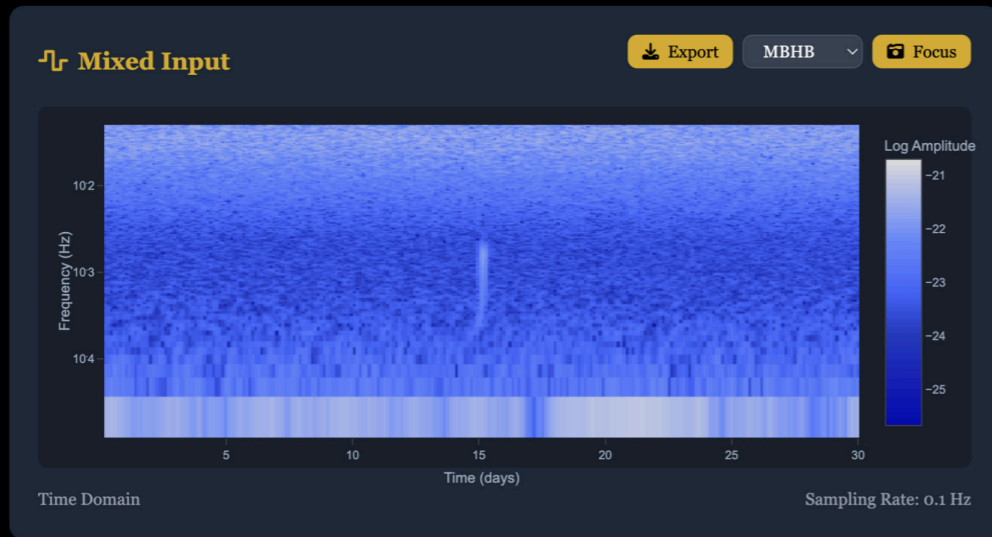 Mixed Input
Export
MBHB
Focus
Log Amplitude
−21
−22
−23
−24
−25
Frequency (Hz)
10-2
10-3
10-4
5
10
15
20
25
30
Time (days)
Time Domain
Sampling Rate: 0.1 Hz